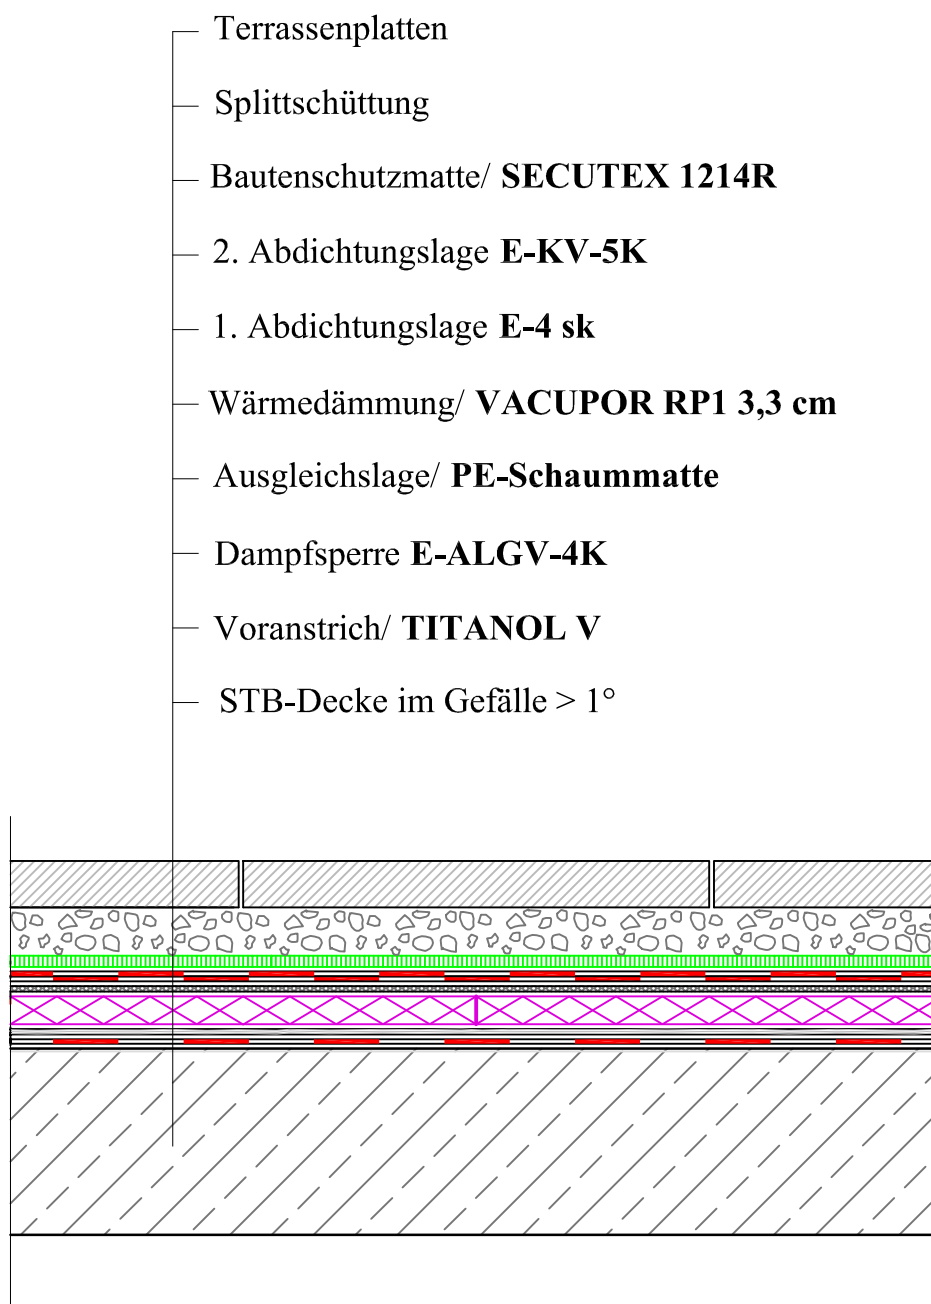 Terrassenplatten
Splittschüttung
Bautenschutzmatte/ SECUTEX 1214R
2. Abdichtungslage E-KV-5K
1. Abdichtungslage E-4 sk
Wärmedämmung/ VACUPOR RP1 3,3 cm
Ausgleichslage/ PE-Schaummatte
Dampfsperre E-ALGV-4K
Voranstrich/ TITANOL V
STB-Decke im Gefälle > 1°